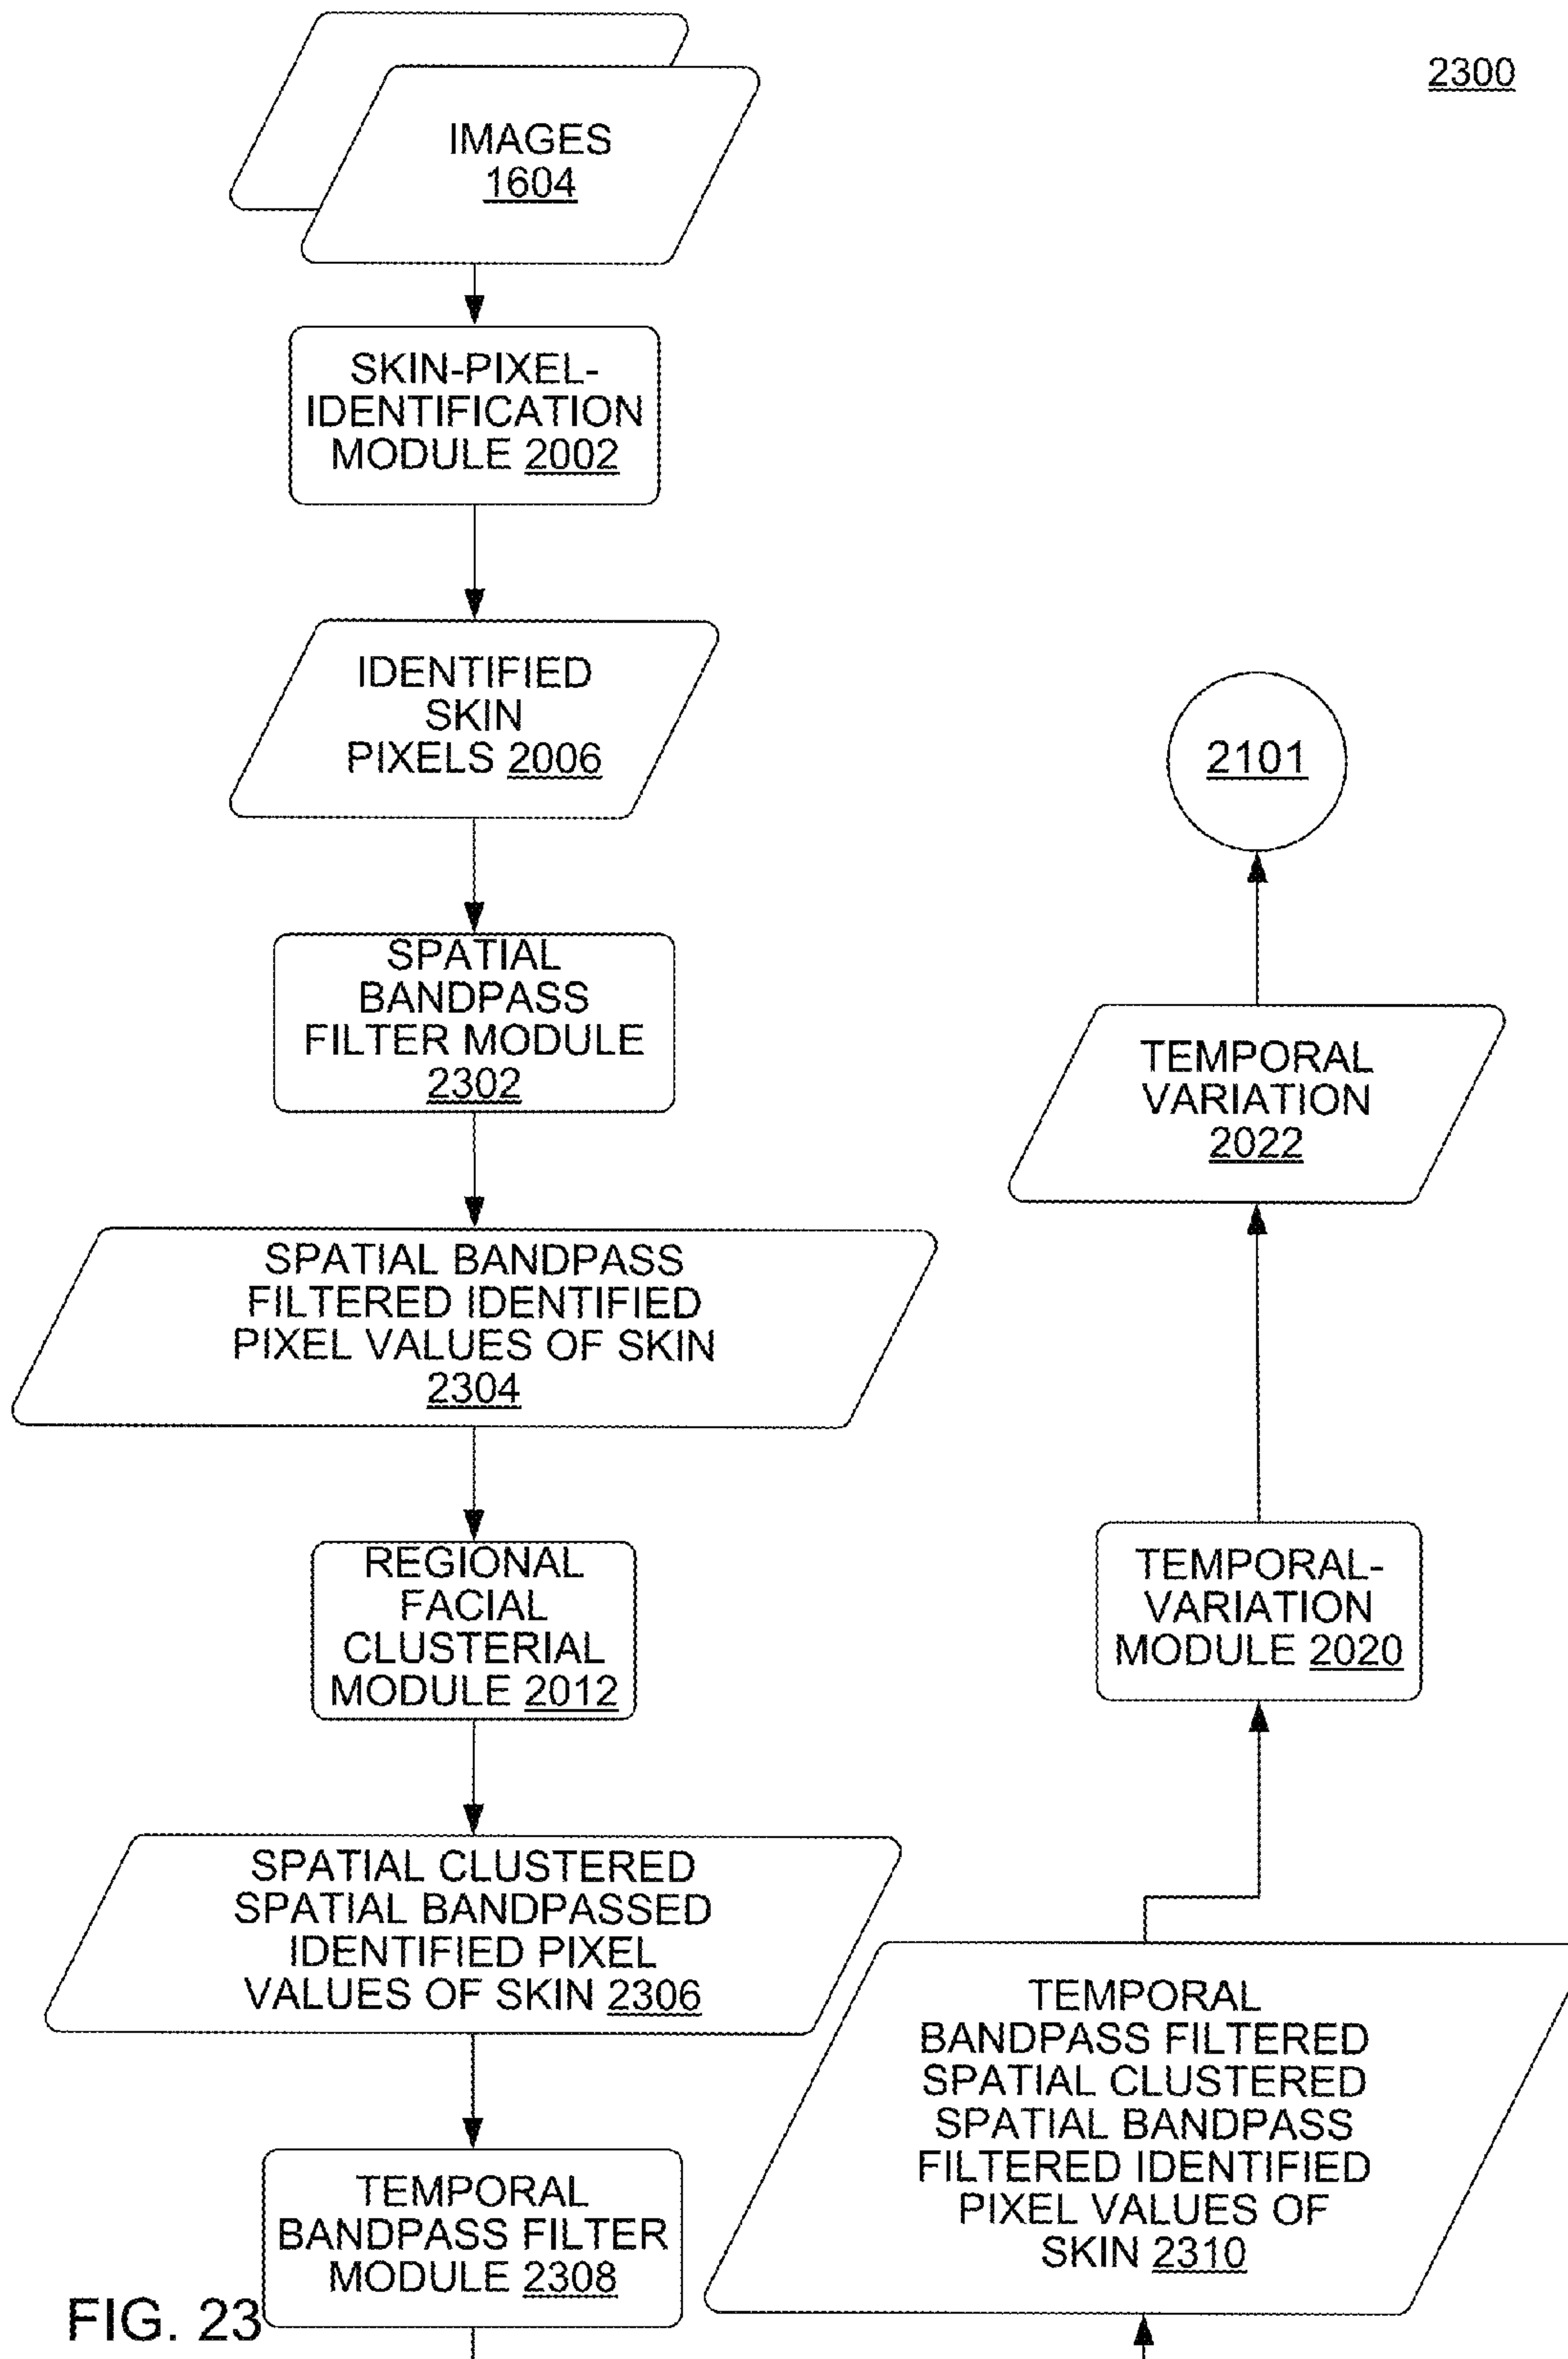 2300
IMAGES
1604
SKIN-PIXEL-
IDENTIFICATION
MODULE 2002
IDENTIFIED
SKIN
PIXELS 2006
SPATIAL
BANDPASS
FILTER MODULE
2302
SPATIAL BANDPASS
FILTERED IDENTIFIED
PIXEL VALUES OF SKIN
2304
REGIONAL
FACIAL
CLUSTERIAL
MODULE 2012
SPATIAL CLUSTERED
SPATIAL BANDPASSED
IDENTIFIED PIXEL
VALUES OF SKIN 2306
TEMPORAL
BANDPASS FILTER
MODULE 2308
TEMPORAL
BANDPASS FILTERED
SPATIAL CLUSTERED
SPATIAL BANDPASS
FILTERED IDENTIFIED
PIXEL VALUES OF
SKIN 2310
TEMPORAL-
VARIATION
MODULE 2020
TEMPORAL
VARIATION
2022
2101
FIG. 23